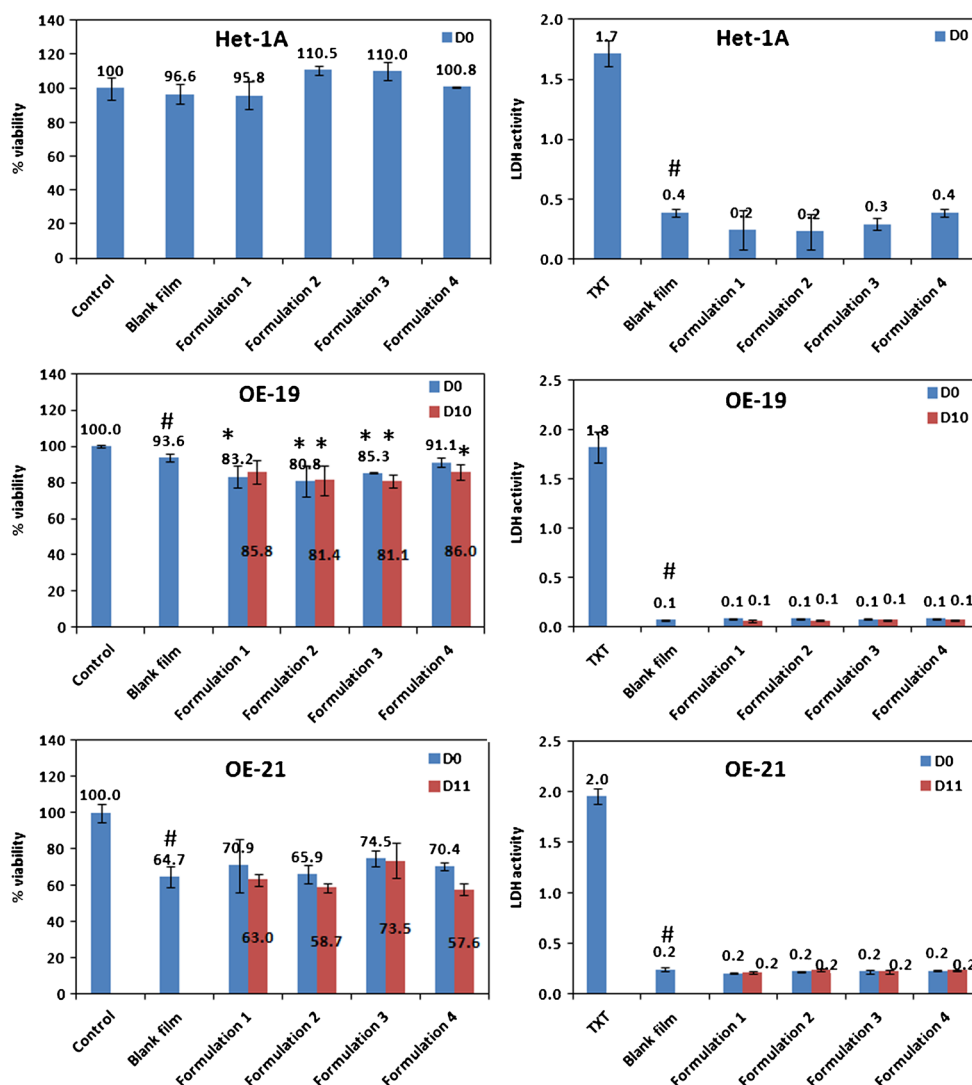 Het-1A
D0
% viability
140
120
100
80
60
40
20
0
100
96.6
95.8
110.5
110.0
100.8
Control
Blank Film
Formulation 1
Formulation 2
Formulation 3
Formulation 4
Het-1A
D0
LDH activity
2.0
1.5
1.0
0.5
0.0
1.7
#
0.4
0.2
0.2
0.3
0.4
TXT
Blank film
Formulation 1
Formulation 2
Formulation 3
Formulation 4
OE-19
D0
D10
% viability
140
120
100
80
60
40
20
0
100.0
#
93.6
*
83.2
* *
80.8
* *
85.3
91.1
*
85.8
81.4
81.1
86.0
Control
Blank film
Formulation 1
Formulation 2
Formulation 3
Formulation 4
OE-19
D0
D10
LDH activity
2.5
2.0
1.5
1.0
0.5
0.0
1.8
#
0.1
0.1 0.1
0.1 0.1
0.1 0.1
0.1 0.1
TXT
Blank film
Formulation 1
Formulation 2
Formulation 3
Formulation 4
OE-21
D0
D11
% viability
140
120
100
80
60
40
20
0
100.0
#
64.7
70.9
65.9
74.5
70.4
63.0
58.7
73.5
57.6
Control
Blank film
Formulation 1
Formulation 2
Formulation 3
Formulation 4
OE-21
D0
D11
LDH activity
2.5
2.0
1.5
1.0
0.5
0.0
2.0
#
0.2
0.2 0.2
0.2 0.2
0.2 0.2
0.2 0.2
TXT
Blank film
Formulation 1
Formulation 2
Formulation 3
Formulation 4